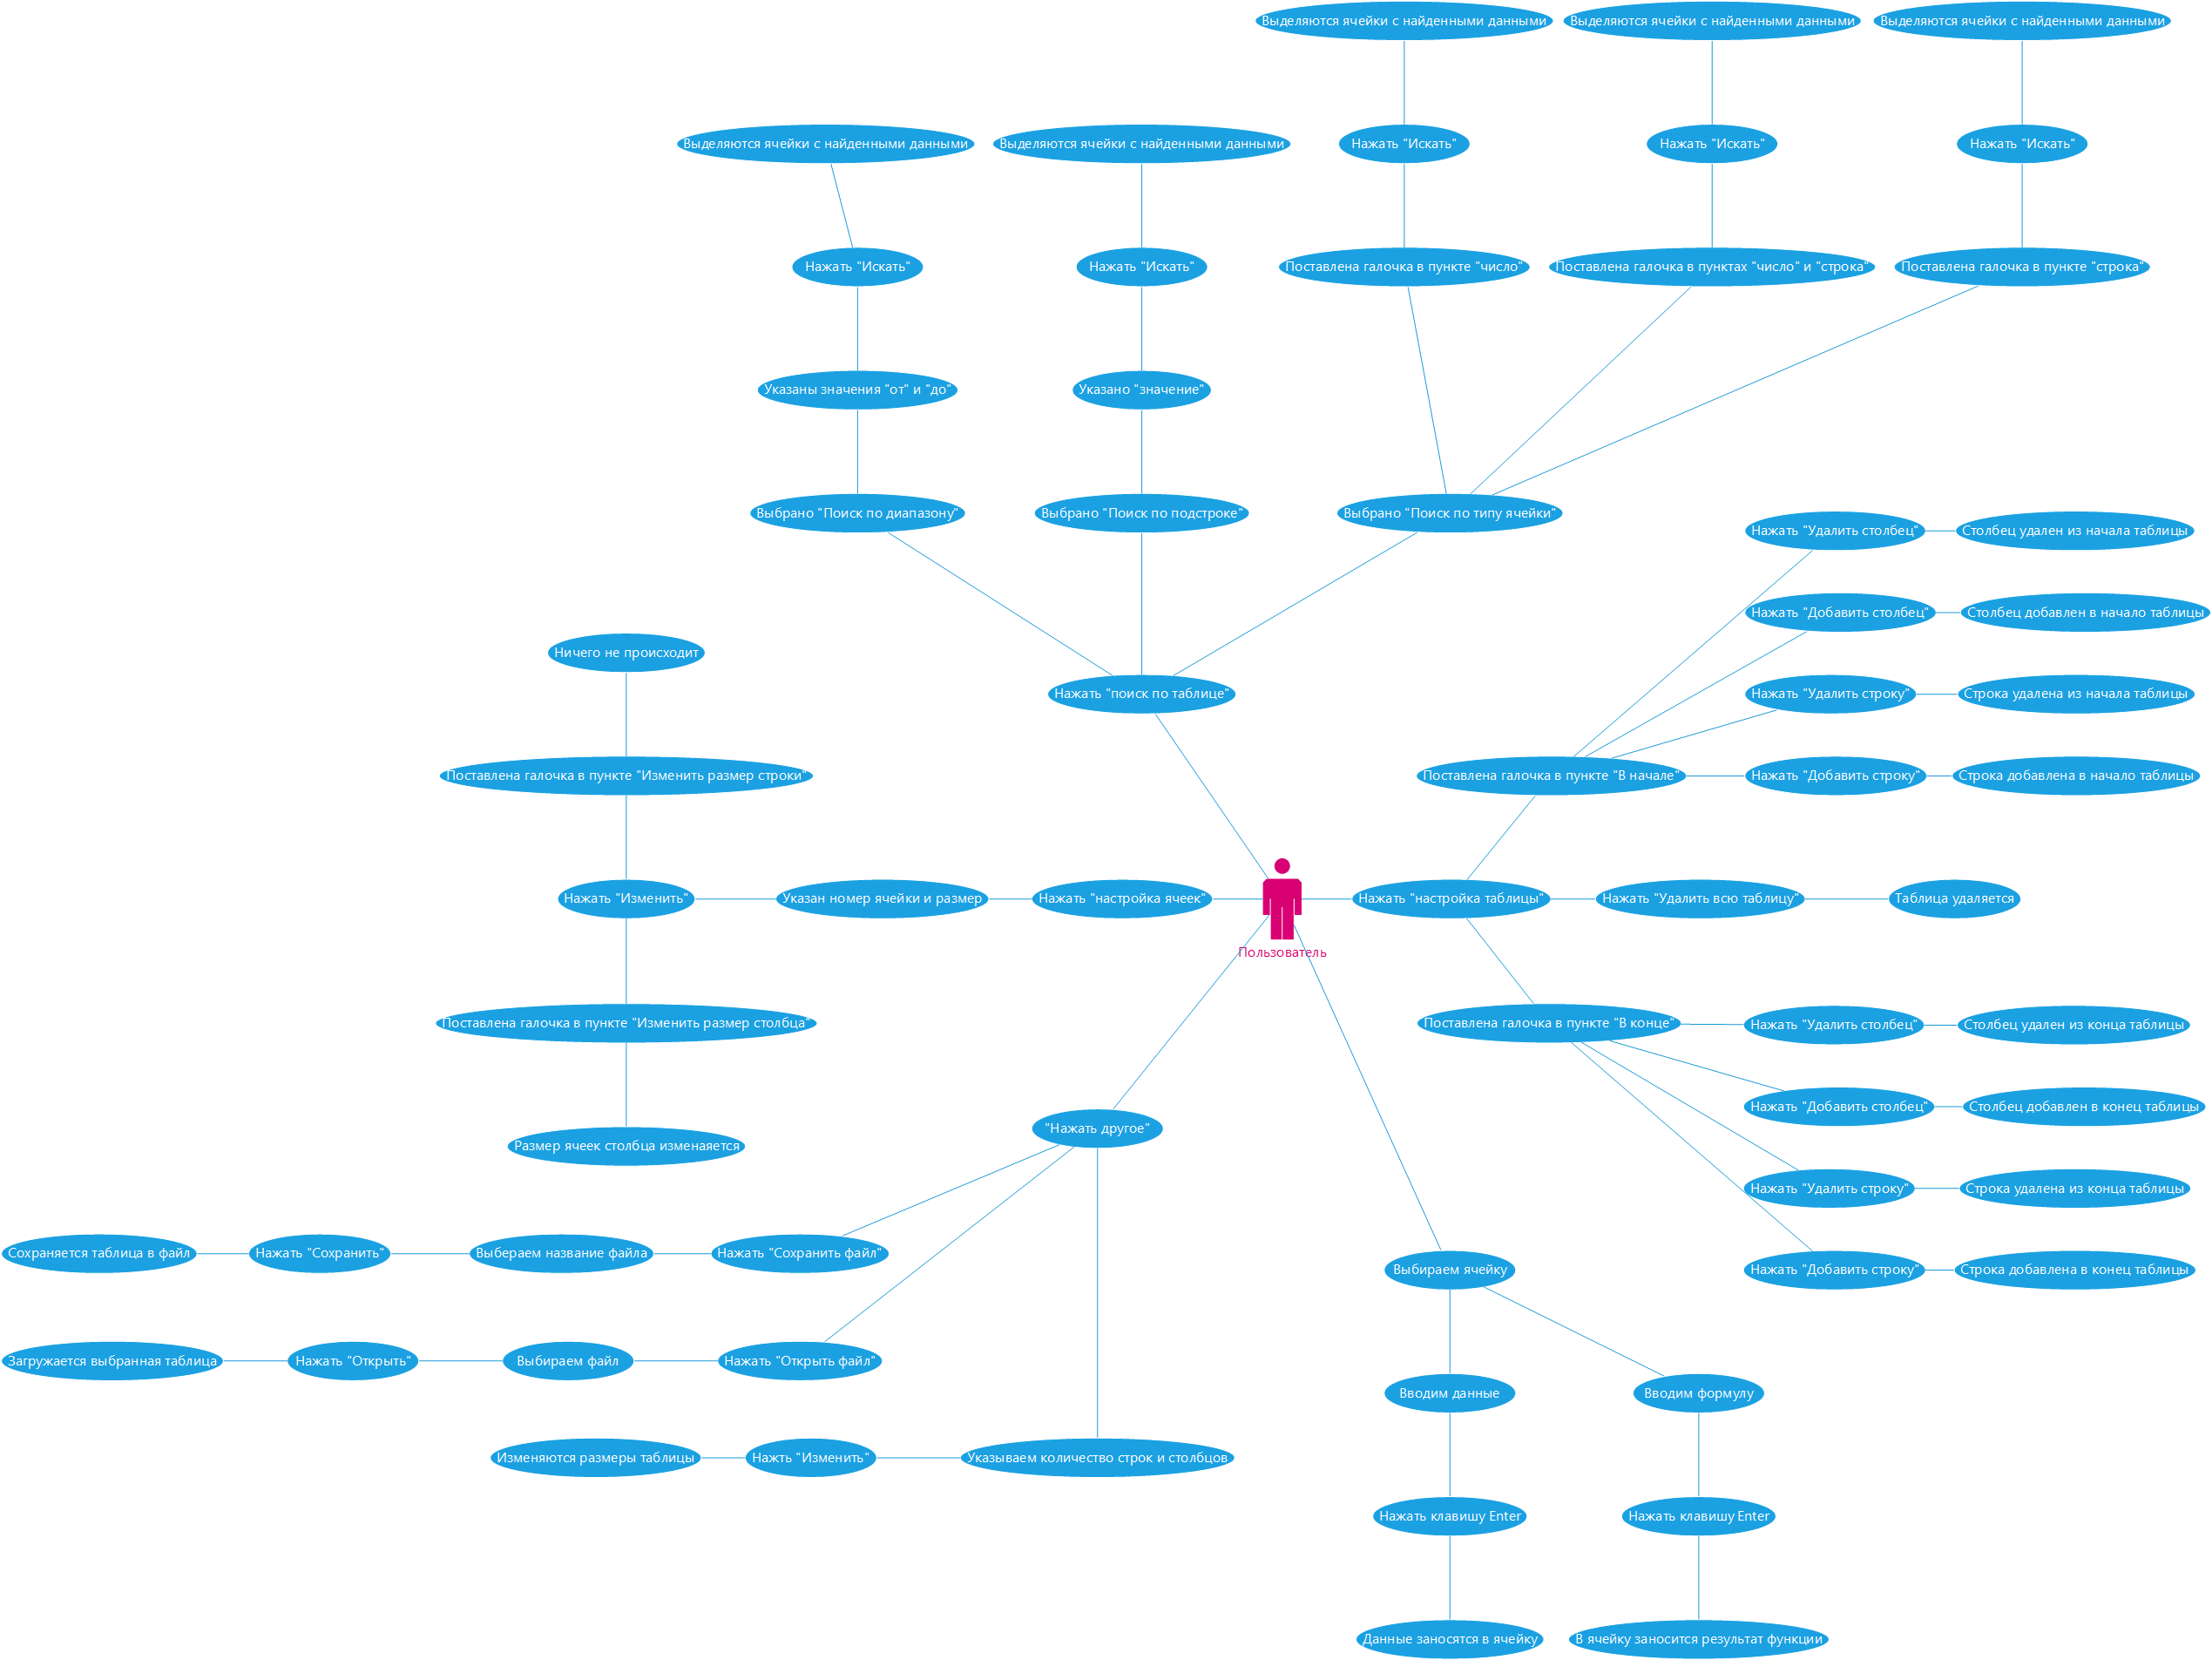 Выделяются ячейки с найденными данными
Выделяются ячейки с найденными данными
Выделяются ячейки с найденными данными
Выделяются ячейки с найденными данными
Выделяются ячейки с найденными данными
Нажать "Искать"
Нажать "Искать"
Нажать "Искать"
Нажать "Искать"
Нажать "Искать"
Поставлена галочка в пункте "число"
Поставлена галочка в пунктах "число" и "строка"
Поставлена галочка в пункте "строка"
Указаны значения "от" и "до"
Указано "значение"
Выбрано "Поиск по диапазону"
Выбрано "Поиск по подстроке"
Выбрано "Поиск по типу ячейки"
Нажать "Удалить столбец"
Столбец удален из начала таблицы
Нажать "Добавить столбец"
Столбец добавлен в начало таблицы
Ничего не происходит
Нажать "поиск по таблице"
Нажать "Удалить строку"
Строка удалена из начала таблицы
Поставлена галочка в пункте "Изменить размер строки"
Поставлена галочка в пункте "В начале"
Нажать "Добавить строку"
Строка добавлена в начало таблицы
Нажать "Изменить"
Указан номер ячейки и размер
Нажать "настройка ячеек"
Нажать "настройка таблицы"
Нажать "Удалить всю таблицу"
Таблица удаляется
Пользователь
Поставлена галочка в пункте "Изменить размер столбца"
Поставлена галочка в пункте "В конце"
Нажать "Удалить столбец"
Столбец удален из конца таблицы
Нажать "Добавить столбец"
Столбец добавлен в конец таблицы
"Нажать другое"
Размер ячеек столбца изменаяется
Нажать "Удалить строку"
Строка удалена из конца таблицы
Сохраняется таблица в файл
Нажать "Сохранить"
Выбераем название файла
Нажать "Сохранить файл"
Выбираем ячейку
Нажать "Добавить строку"
Строка добавлена в конец таблицы
Загружается выбранная таблица
Нажать "Открыть"
Выбираем файл
Нажать "Открыть файл"
Вводим данные
Вводим формулу
Изменяются размеры таблицы
Нажть "Изменить"
Указываем количество строк и столбцов
Нажать клавишу Enter
Нажать клавишу Enter
Данные заносятся в ячейку
В ячейку заносится результат функции